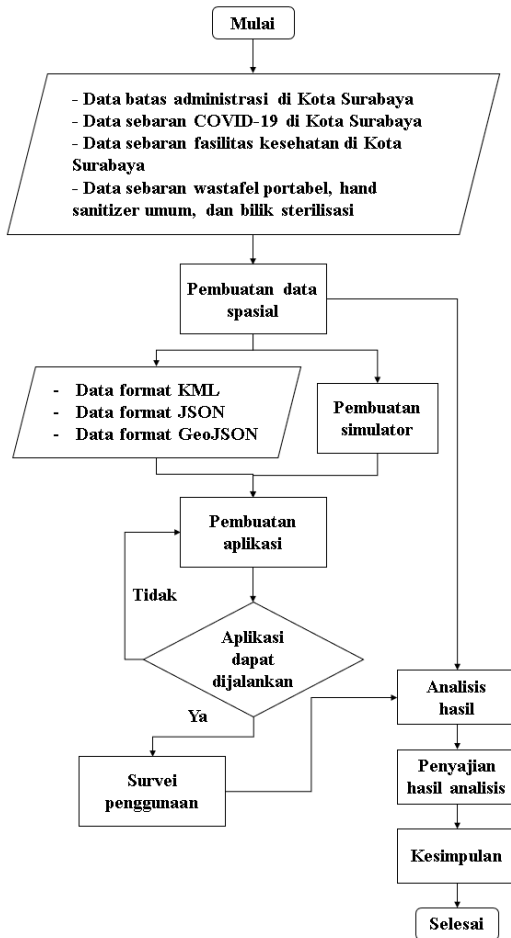 Mulai
- Data batas administrasi di Kota Surabaya
- Data sebaran COVID-19 di Kota Surabaya
- Data sebaran fasilitas kesehatan di Kota
Surabaya
- Data sebaran wastafel portabel, hand
sanitizer umum, dan bilik sterilisasi
Pembuatan data
spasial
- Data format KML
- Data format JSON
- Data format GeoJSON
Pembuatan
simulator
Pembuatan
aplikasi
Tidak
Aplikasi
dapat
dijalankan
Ya
Survei
penggunaan
Analisis
hasil
Penyajian
hasil analisis
Kesimpulan
Selesai